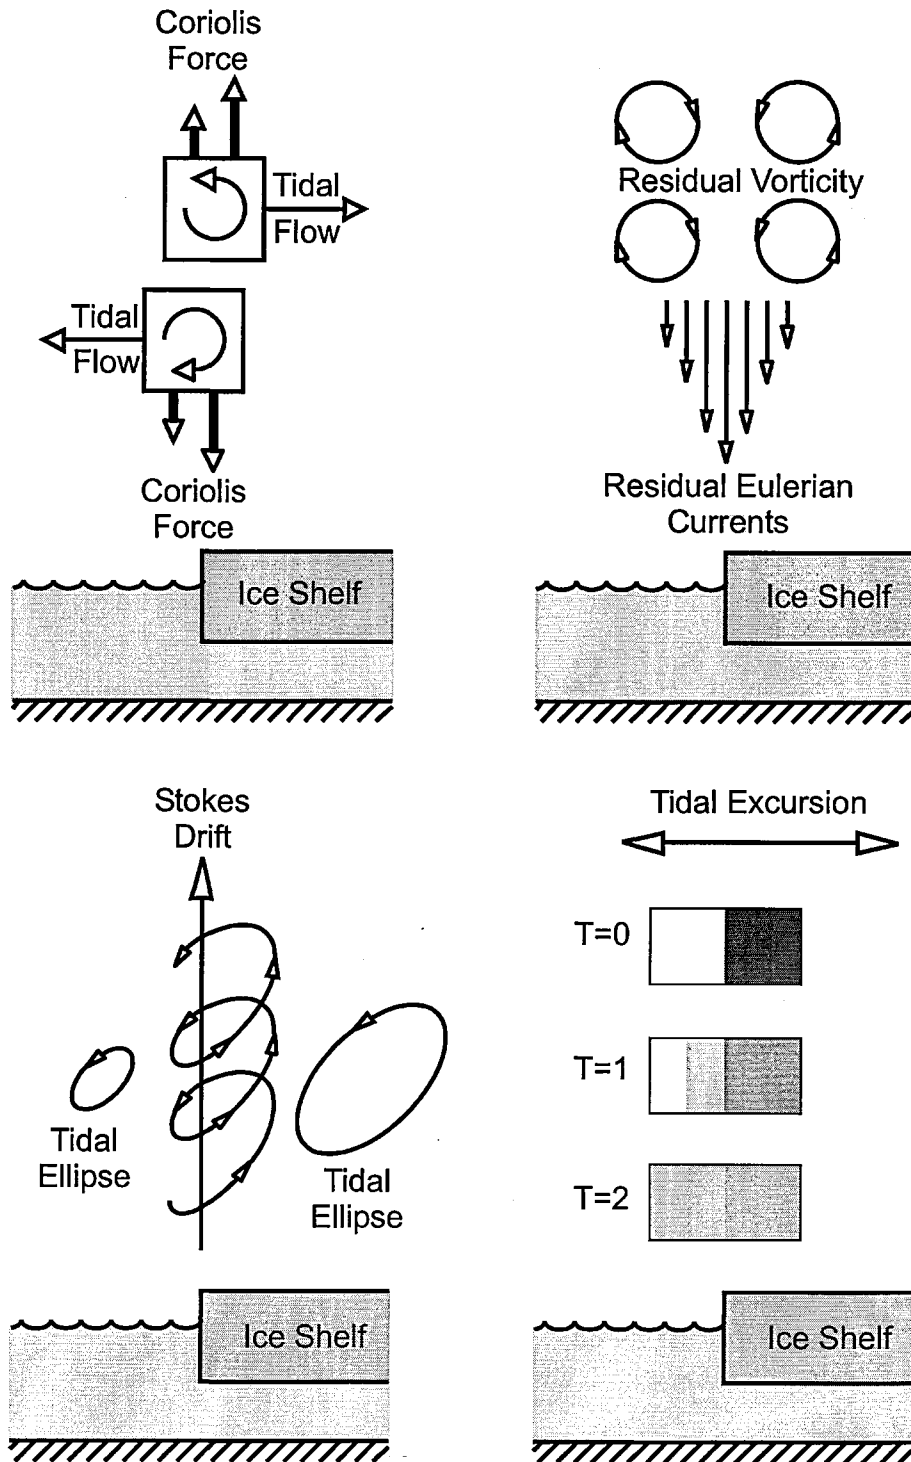 Coriolis
Force
Tidal
Flow
Tidal
Flow
Coriolis
Force
Ice Shelf
Residual Vorticity
Residual Eulerian
Currents
Ice Shelf
Stokes
Drift
Tidal
Ellipse
Tidal
Ellipse
Ice Shelf
Tidal Excursion
T=0
T=1
T=2
Ice Shelf